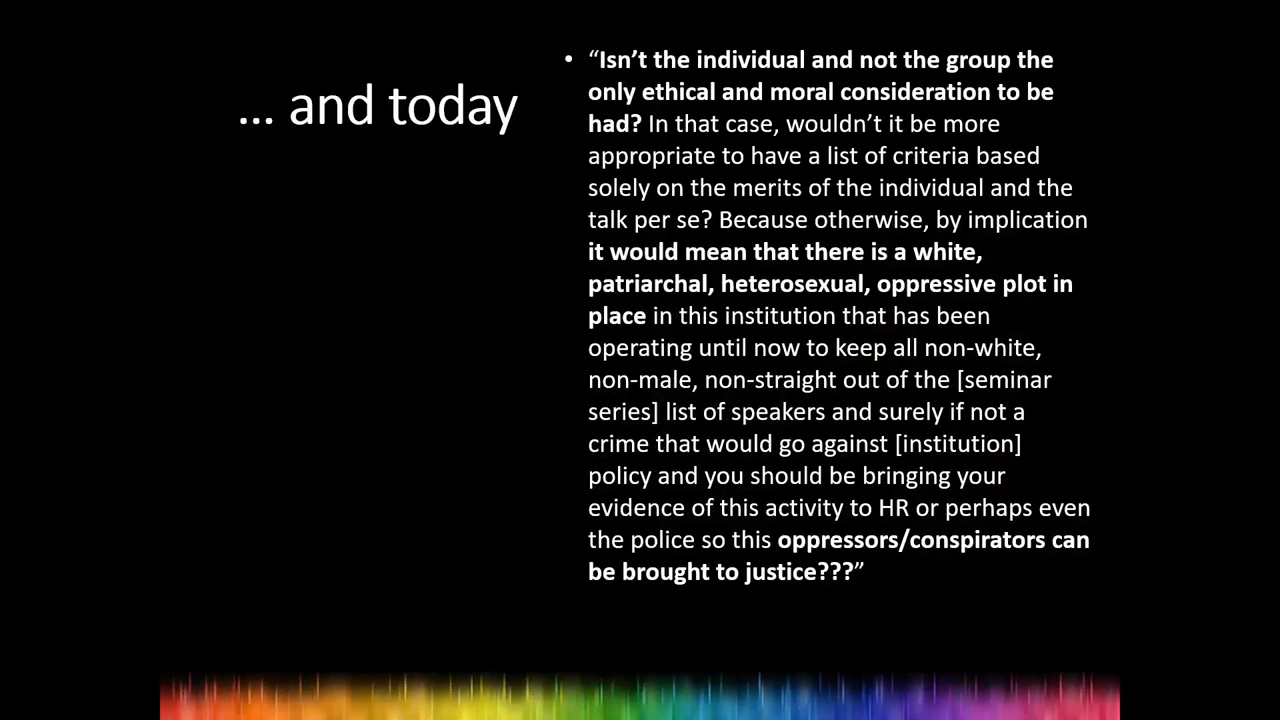 ... and today
• “Isn’t the individual and not the group the
only ethical and moral consideration to be
had? In that case, wouldn’t it be more
appropriate to have a list of criteria based
solely on the merits of the individual and the
talk per se? Because otherwise, by implication
it would mean that there is a white,
patriarchal, heterosexual, oppressive plot in
place in this institution that has been
operating until now to keep all non-white,
non-male, non-straight out of the [seminar
series] list of speakers and surely if not a
crime that would go against [institution]
policy and you should be bringing your
evidence of this activity to HR or perhaps even
the police so this oppressors/conspirators can
be brought to justice???”